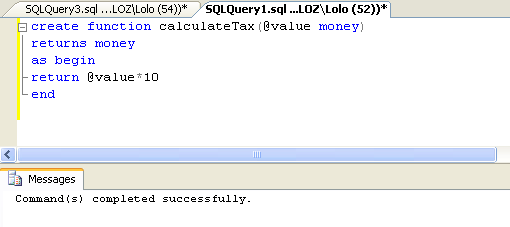 SQLQuery3.sql ...LOZ\Lolo (54))* SQLQuery1.sql ...LOZ\Lolo (52))*
create function calculateTax(@value money)
returns money
as begin
return @value*10
end
Messages
Command(s) completed successfully.